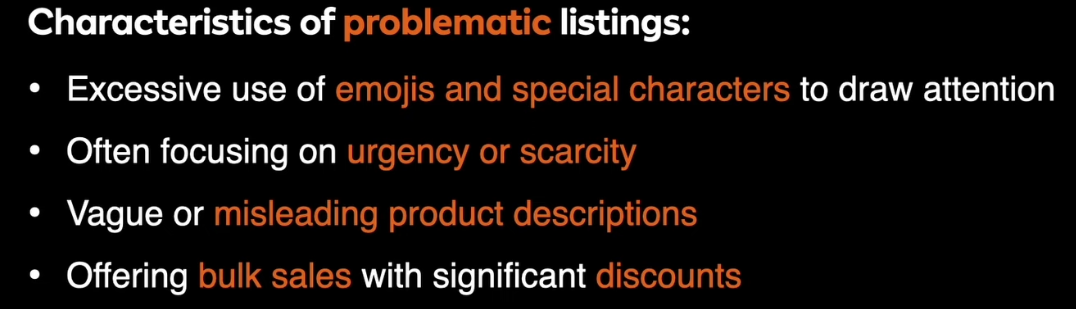 Characteristics of problematic listings:
• Excessive use of emojis and special characters to draw attention
• Often focusing on urgency or scarcity
• Vague or misleading product descriptions
• Offering bulk sales with significant discounts